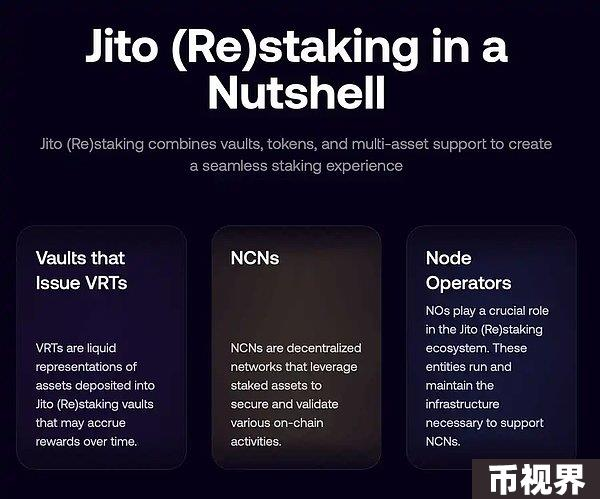 Jito (Re)staking in a
Nutshell
Jito (Re)staking combines vaults, tokens, and multi-asset support to create
a seamless staking experience
Vaults that
Issue VRTs
VRTs are liquid
representations of
assets deposited into
Jito (Re)staking vaults
that may accrue
rewards over time.
NCNs
NCNs are decentralized
networks that leverage
staked assets to
secure and validate
various on-chain
activities.
Node
Operators
NOs play a crucial role
in the Jito (Re)staking
ecosystem. These
entities run and
maintain the
infrastructure
necessary to support
NCNs.
币视界